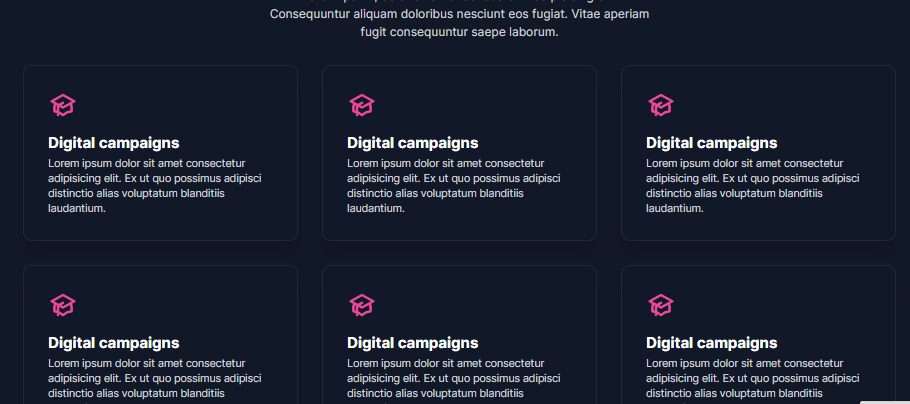 Consequuntur aliquam doloribus nesciunt eos fugiat. Vitae aperiam
fugit consequuntur saepe laborum.
Digital campaigns
Lorem ipsum dolor sit amet consectetur
adipisicing elit. Ex ut quo possimus adipisci
distinctio alias voluptatum blanditiis
laudantium.
Digital campaigns
Lorem ipsum dolor sit amet consectetur
adipisicing elit. Ex ut quo possimus adipisci
distinctio alias voluptatum blanditiis
laudantium.
Digital campaigns
Lorem ipsum dolor sit amet consectetur
adipisicing elit. Ex ut quo possimus adipisci
distinctio alias voluptatum blanditiis
laudantium.
Digital campaigns
Lorem ipsum dolor sit amet consectetur
adipisicing elit. Ex ut quo possimus adipisci
distinctio alias voluptatum blanditiis
Digital campaigns
Lorem ipsum dolor sit amet consectetur
adipisicing elit. Ex ut quo possimus adipisci
distinctio alias voluptatum blanditiis
Digital campaigns
Lorem ipsum dolor sit amet consectetur
adipisicing elit. Ex ut quo possimus adipisci
distinctio alias voluptatum blanditiis